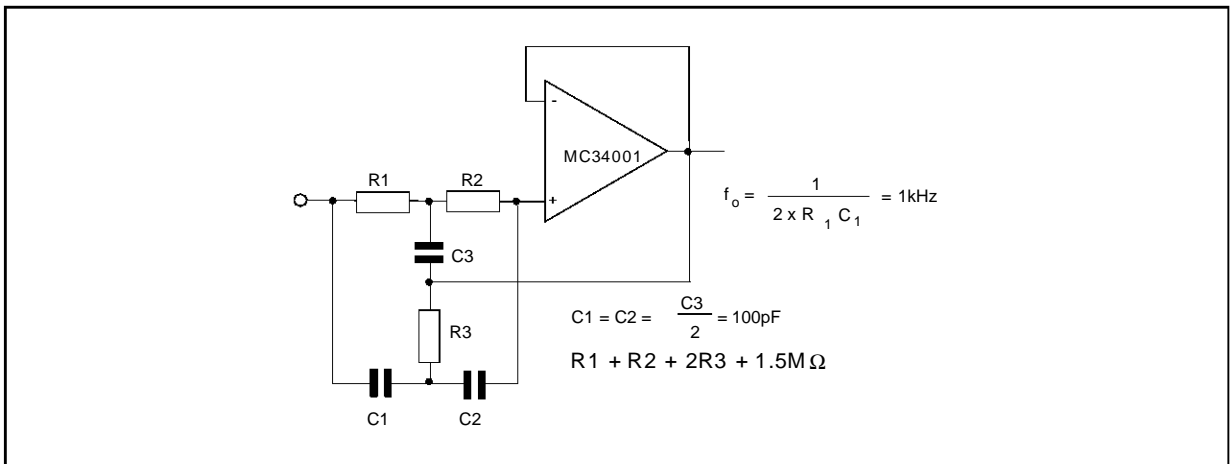 -
MC34001
+
R1
R2
C3
R3
C1
C2
f o = 1 / 2 x R 1 C 1 = 1kHz
C1 = C2 = C3 / 2 = 100pF
R1 + R2 + 2R3 + 1.5MΩ